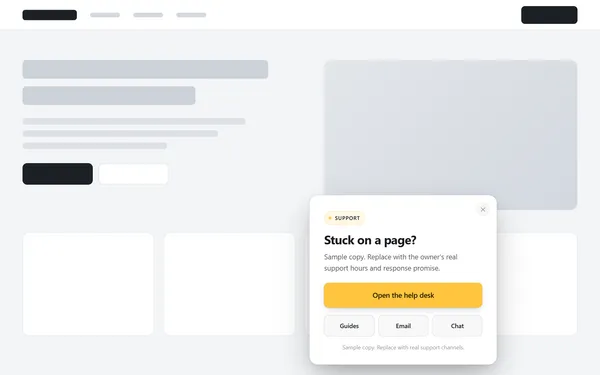 SUPPORT
Stuck on a page?
Sample copy. Replace with the owner's real
support hours and response promise.
Open the help desk
Guides Email Chat
Sample copy. Replace with real support channels.